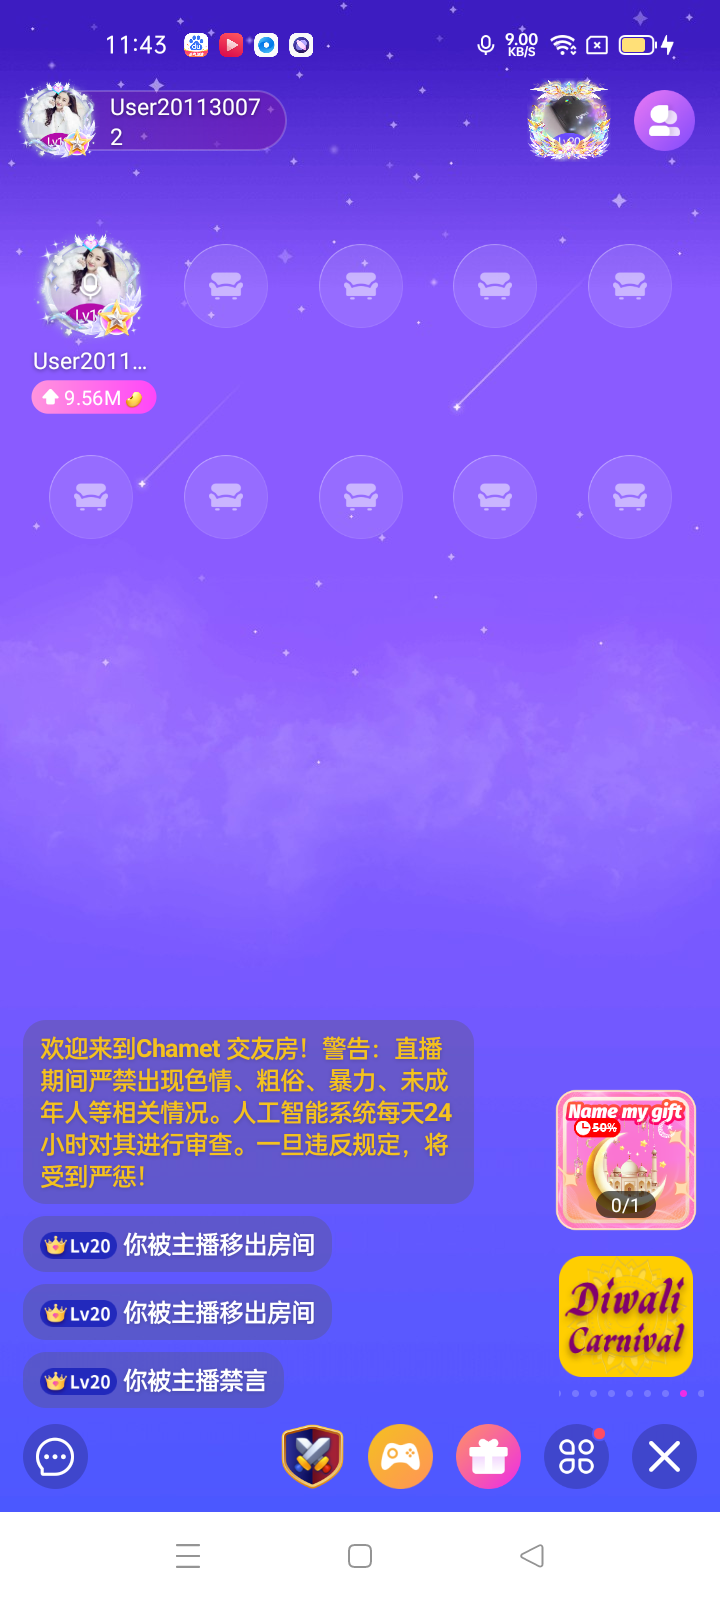 11:43
9.00
KB/S
User20113007
2
Lv20
User2011...
9.56M
欢迎来到Chamet 交友房！警告：直播
期间严禁出现色情、粗俗、暴力、未成
年人等相关情况。人工智能系统每天24
小时对其进行审查。一旦违反规定，将
受到严惩！
Name my gift
50%
0/1
Lv20 你被主播移出房间
Lv20 你被主播移出房间
Diwali
Carnival
Lv20 你被主播禁言